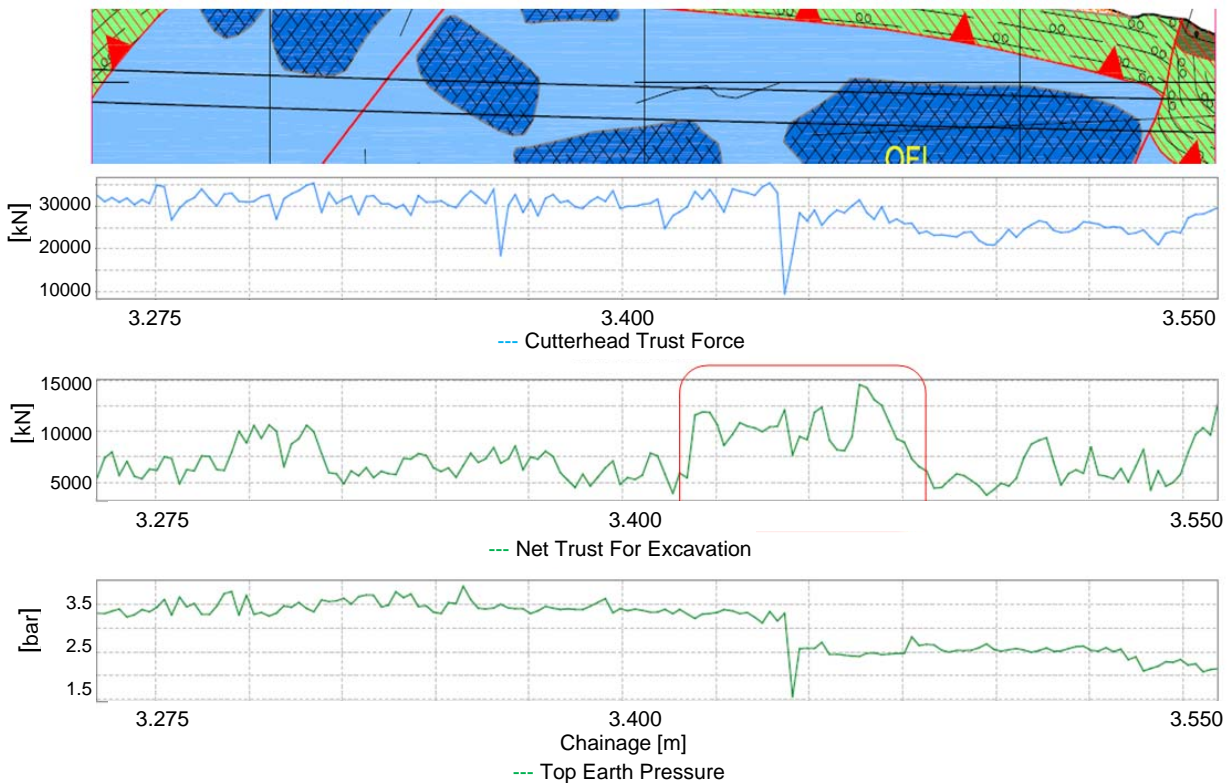 OFI
[kN]
30000
20000
10000
3.275 3.400 3.550
--- Cutterhead Trust Force
[kN]
15000
10000
5000
3.275 3.400 3.550
--- Net Trust For Excavation
[bar]
3.5
2.5
1.5
3.275 3.400 3.550
Chainage [m]
--- Top Earth Pressure